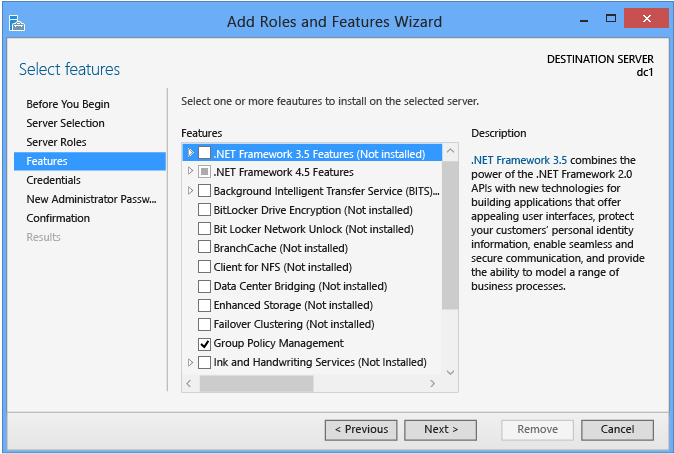 Add Roles and Features Wizard
Select features
DESTINATION SERVER
dc1
Before You Begin
Server Selection
Server Roles
Features
Credentials
New Administrator Passw...
Confirmation
Results
Select one or more feautures to install on the selected server.
Features
.NET Framework 3.5 Features (Not installed)
.NET Framework 4.5 Features
Background Intelligent Transfer Service (BITS)...
BitLocker Drive Encryption (Not installed)
Bit Locker Network Unlock (Not installed)
BranchCache (Not installed)
Client for NFS (Not installed)
Data Center Bridging (Not installed)
Enhanced Storage (Not installed)
Failover Clustering (Not installed)
Group Policy Management
Ink and Handwriting Services (Not Installed)
Description
.NET Framework 3.5 combines the
power of the .NET Framework 2.0
APIs with new technologies for
building applications that offer
appealing user interfaces, protect
your customers' personal identity
information, enable seamless and
secure communication, and provide
the ability to model a range of
business processes.
< Previous
Next >
Remove
Cancel